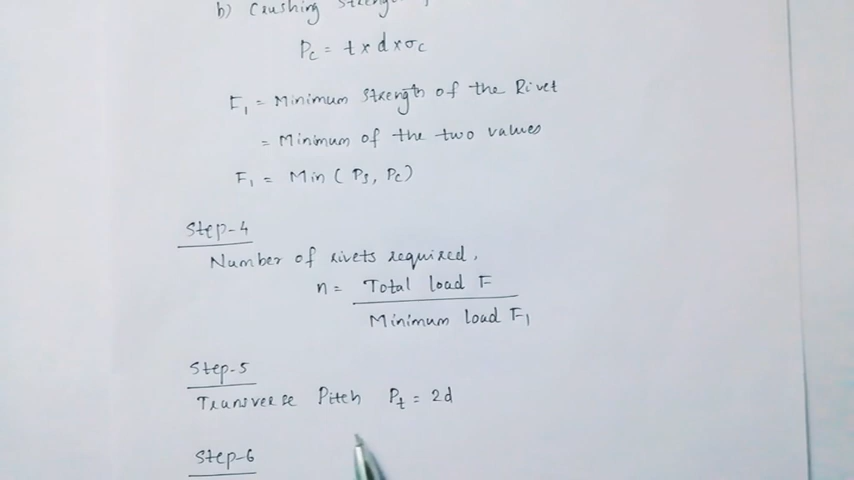 b) Crushing Strength,
Pc = t x d x σc
F1 = Minimum Strength of the Rivet
= Minimum of the two values
F1 = Min ( Ps, Pc)
Step-4
Number of rivets required,
n = Total load F
Minimum load F1
Step-5
Transverse Pitch Pt = 2d
Step-6